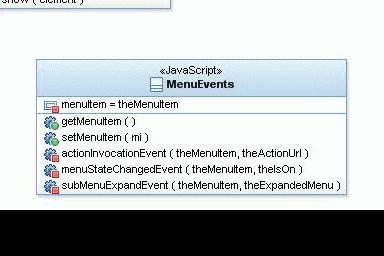 show ( element )
«JavaScript»
MenuEvents
menuItem = theMenuItem
getMenuItem ( )
setMenuItem ( mi )
actionInvocationEvent ( theMenuItem, theActionUrl )
menuStateChangedEvent ( theMenuItem, theIsOn )
subMenuExpandEvent ( theMenuItem, theExpandedMenu )